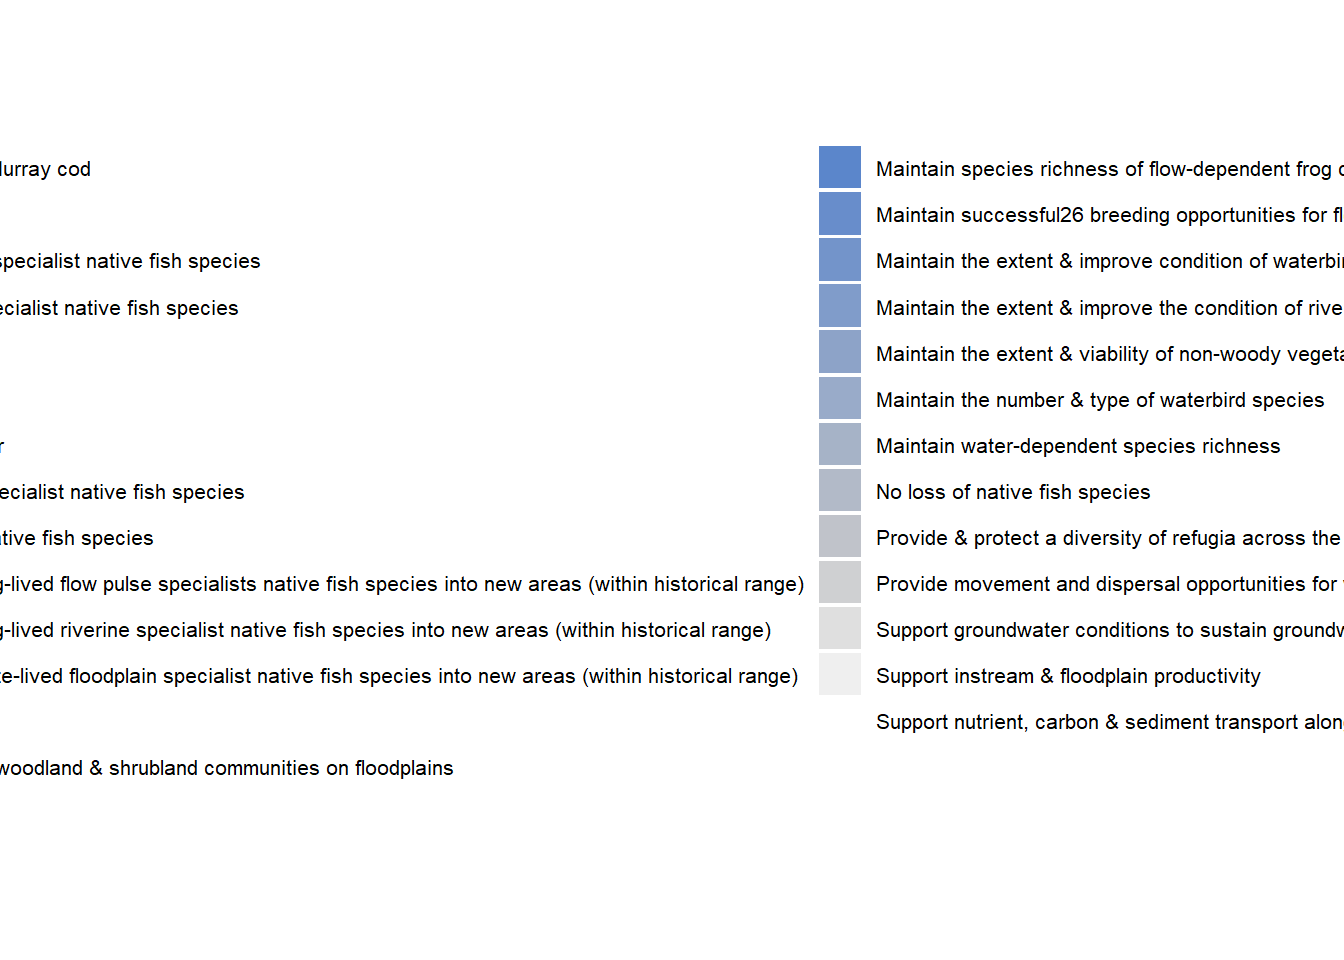 Murray cod
specialist native fish species
ecialist native fish species
r
ecialist native fish species
ative fish species
g-lived flow pulse specialists native fish species into new areas (within historical range)
g-lived riverine specialist native fish species into new areas (within historical range)
te-lived floodplain specialist native fish species into new areas (within historical range)
woodland & shrubland communities on floodplains
Maintain species richness of flow-dependent frog
Maintain successful26 breeding opportunities for fl
Maintain the extent & improve condition of waterbir
Maintain the extent & improve the condition of rive
Maintain the extent & viability of non-woody vegeta
Maintain the number & type of waterbird species
Maintain water-dependent species richness
No loss of native fish species
Provide & protect a diversity of refugia across the
Provide movement and dispersal opportunities for
Support groundwater conditions to sustain groundw
Support instream & floodplain productivity
Support nutrient, carbon & sediment transport alon